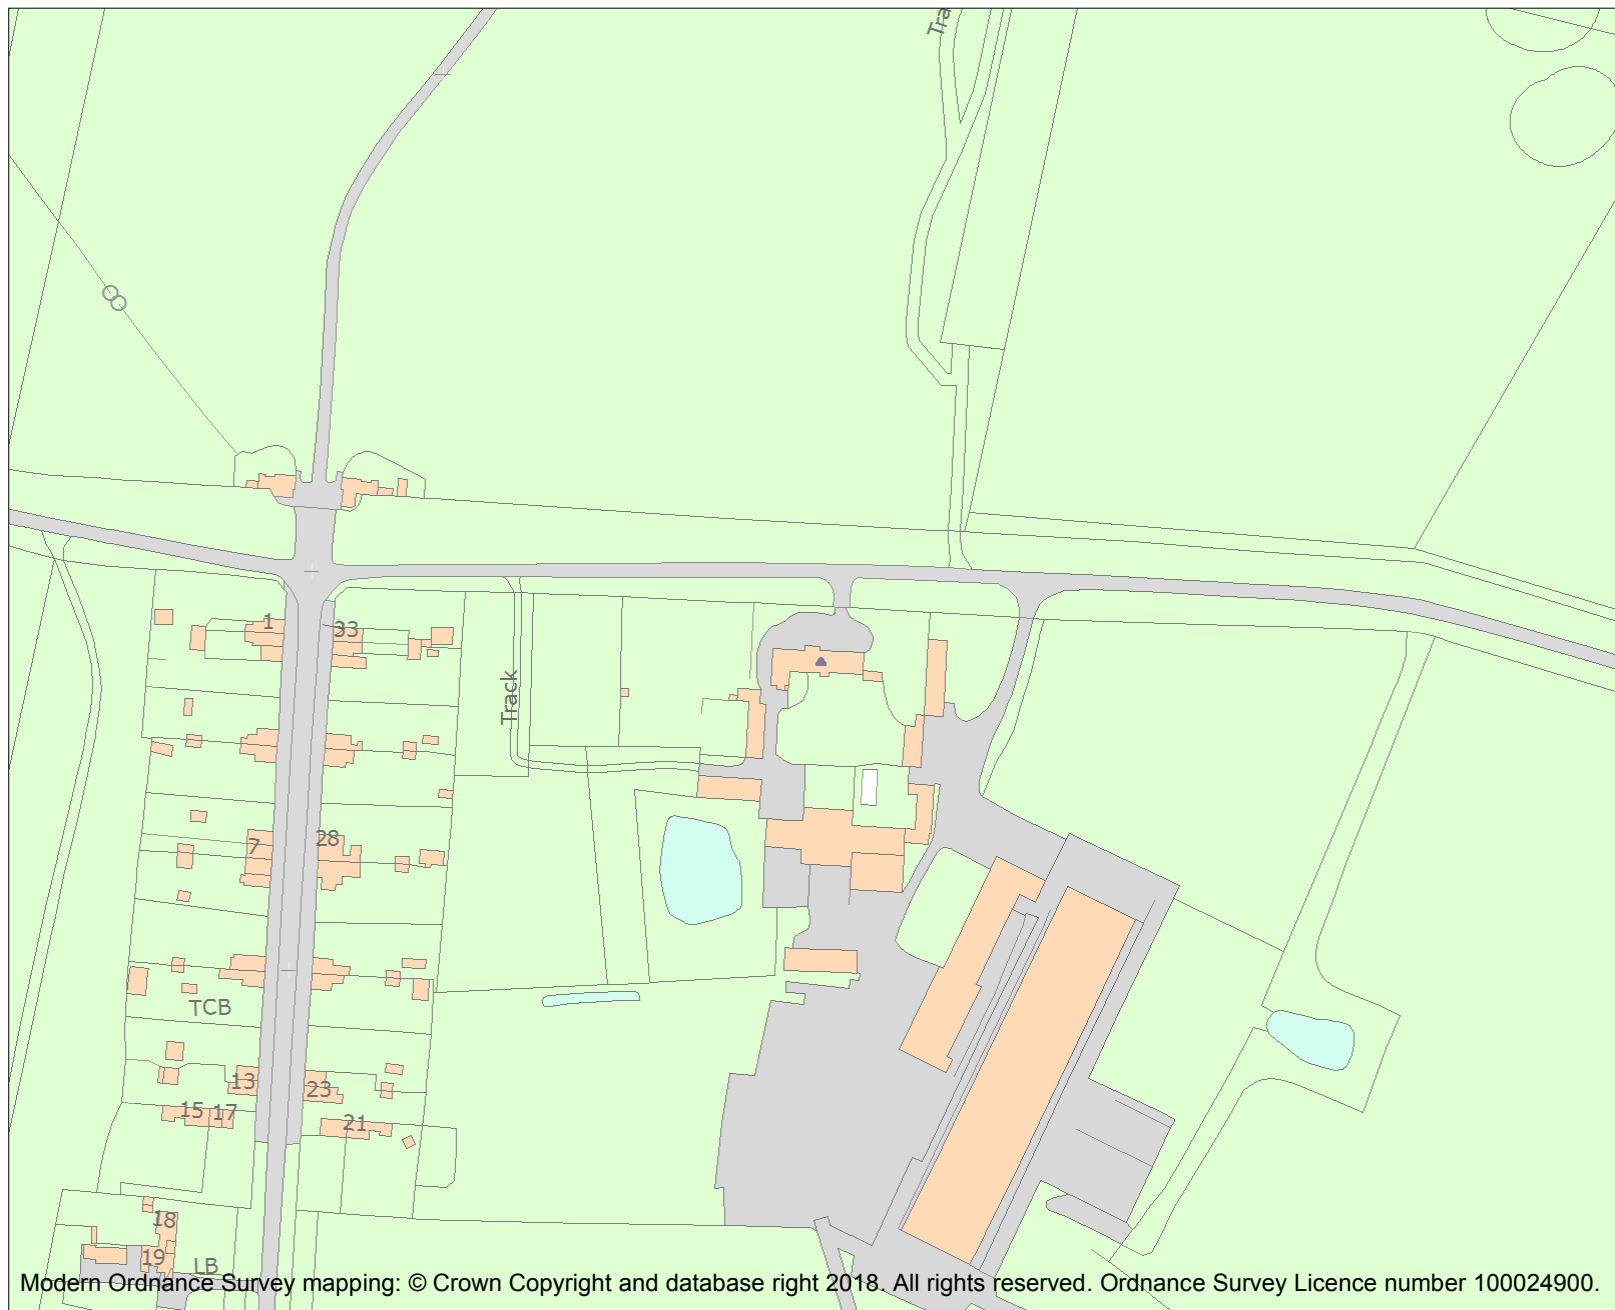 Tra
1
33
Track
7
28
TCB
13
23
15 17
21
18
19
LB
Modern Ordnance Survey mapping: © Crown Copyright and database right 2018. All rights reserved. Ordnance Survey Licence number 100024900.